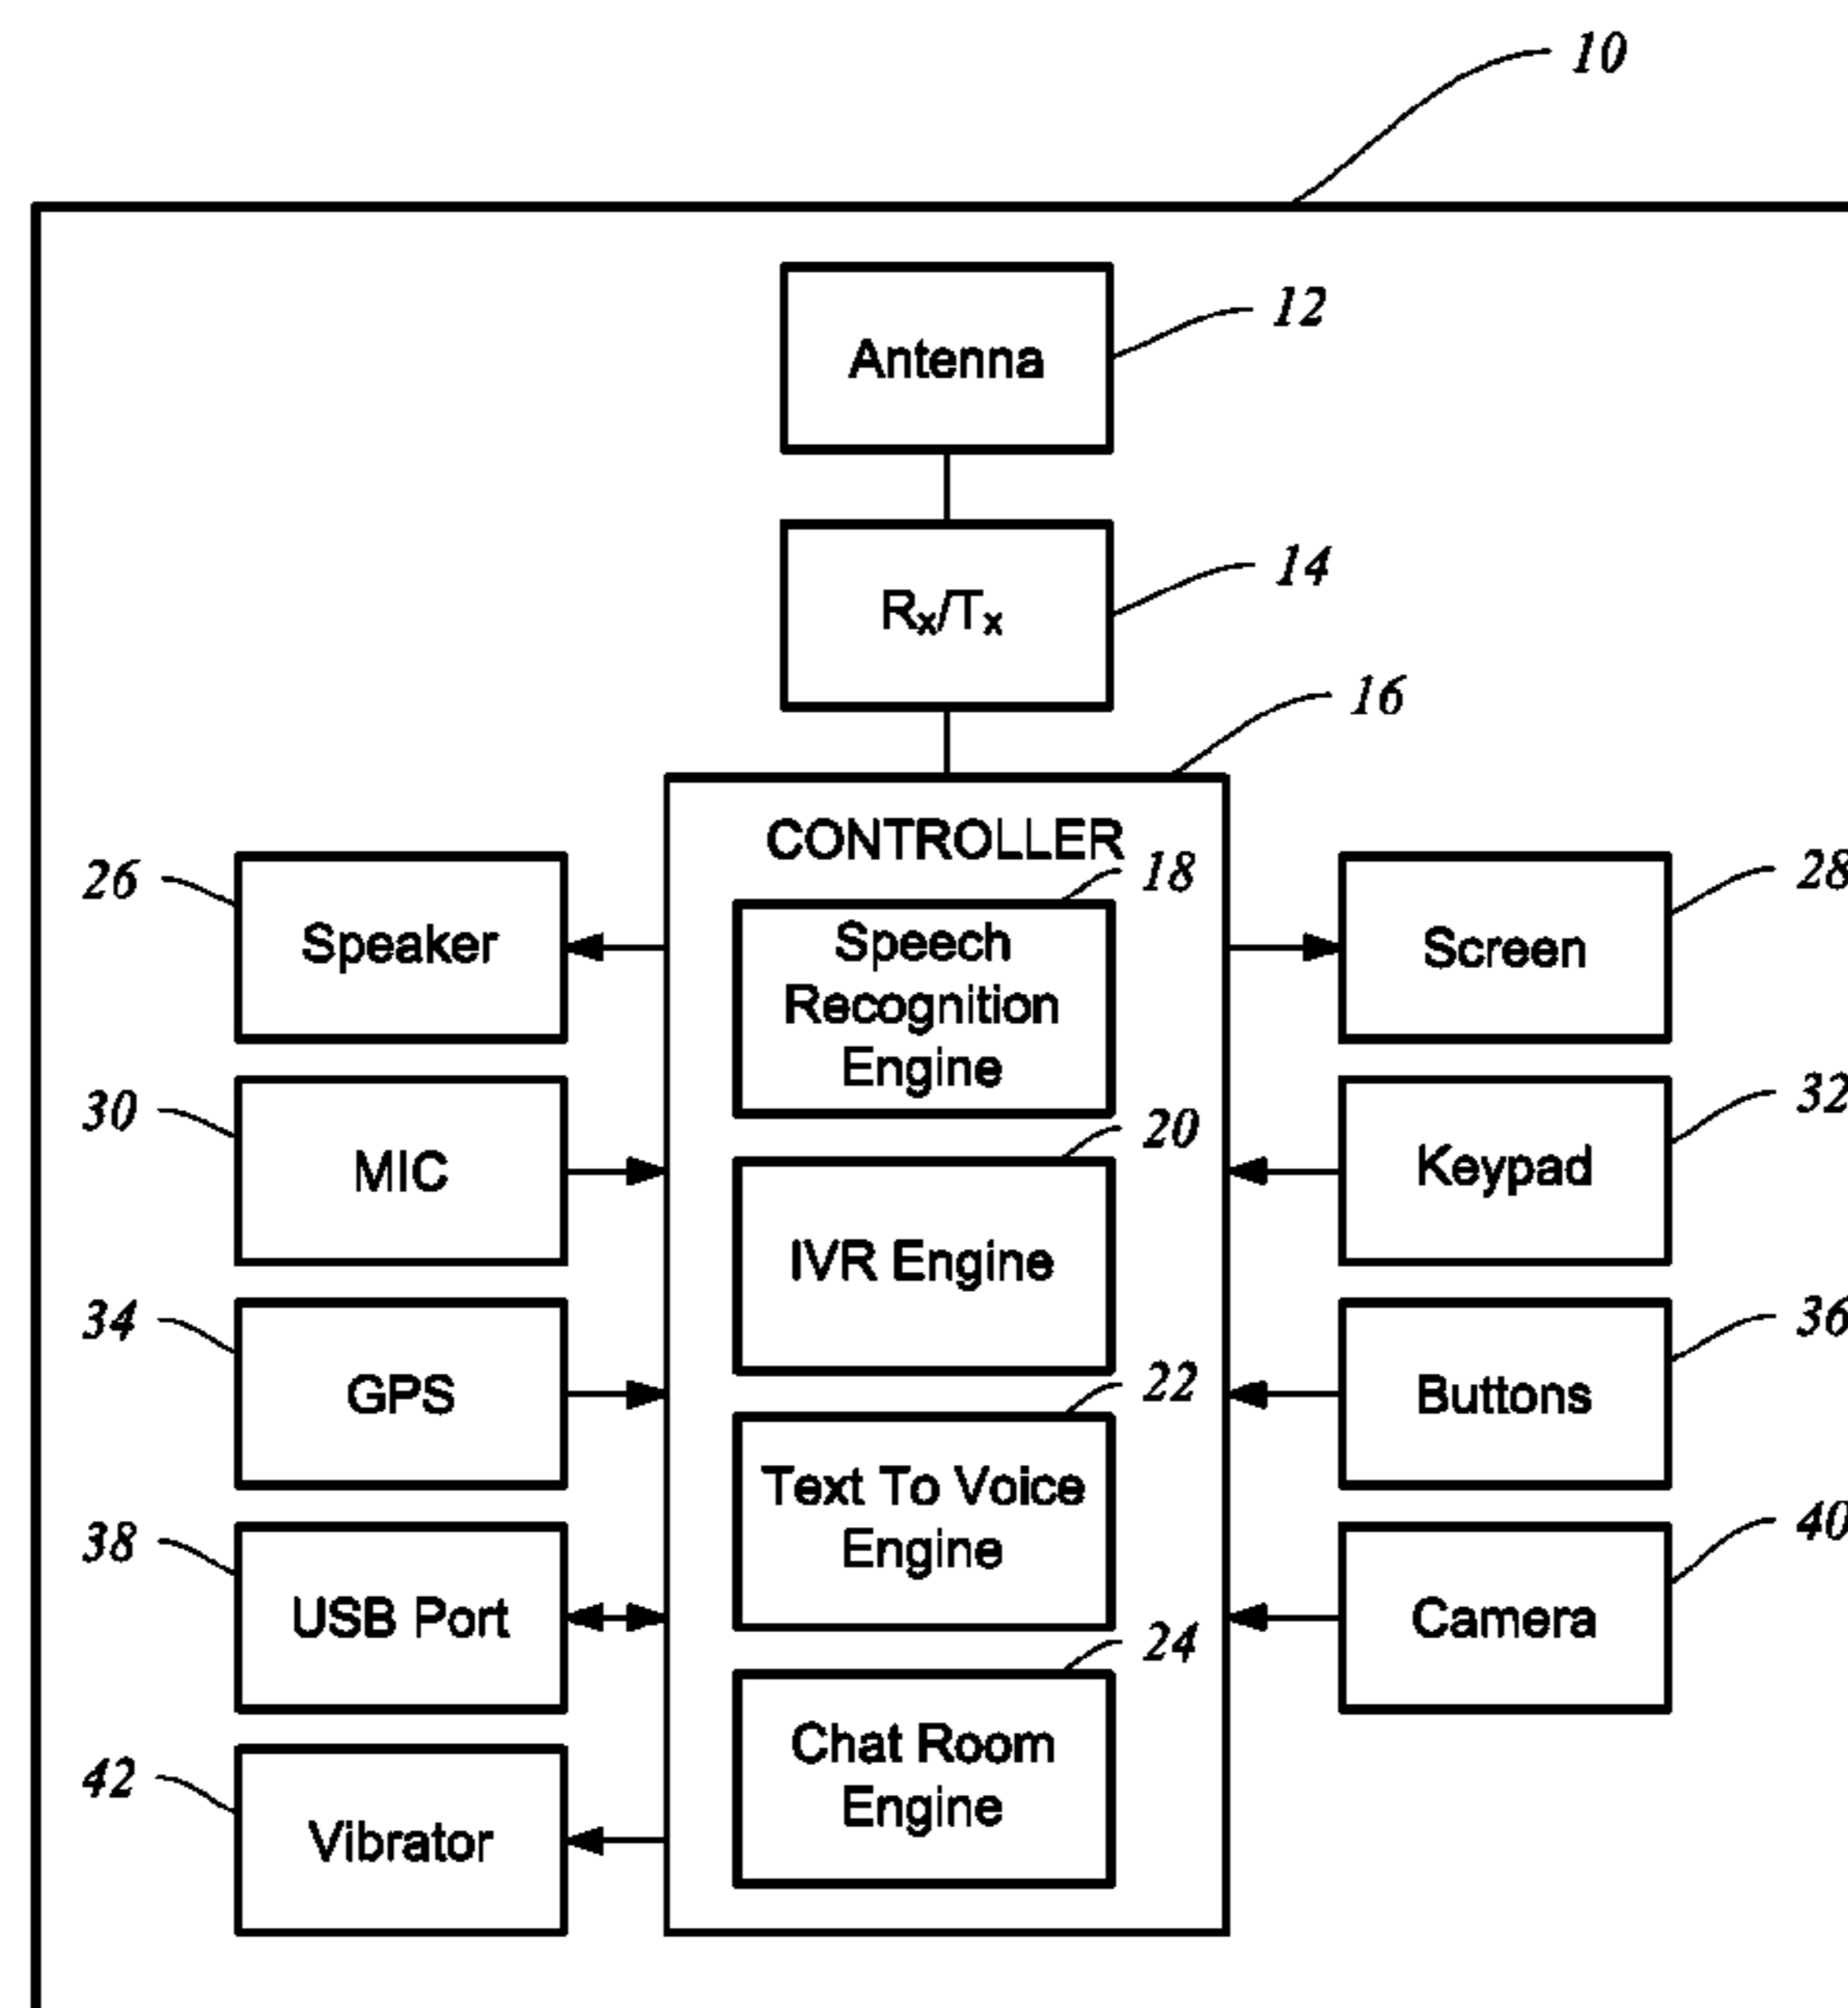 10
Antenna
12
Rx/Tx
14
16
CONTROLLER
18
Speech
Recognition
Engine
20
IVR Engine
22
Text To Voice
Engine
24
Chat Room
Engine
26
Speaker
30
MIC
34
GPS
38
USB Port
42
Vibrator
28
Screen
32
Keypad
36
Buttons
40
Camera